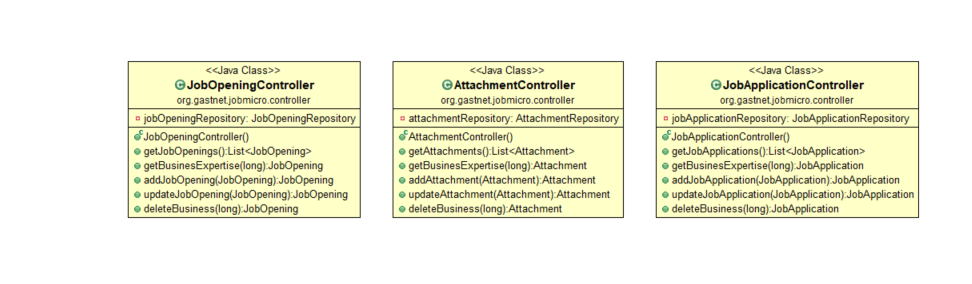 <<Java Class>>
JobOpeningController
org.gastnet.jobmicro.controller
jobOpeningRepository: JobOpeningRepository
JobOpeningController()
getJobOpenings():List<JobOpening>
getBusinesExpertise(long):JobOpening
addJobOpening(JobOpening):JobOpening
updateJobOpening(JobOpening):JobOpening
deleteBusiness(long):JobOpening
<<Java Class>>
AttachmentController
org.gastnet.jobmicro.controller
attachmentRepository: AttachmentRepository
AttachmentController()
getAttachments():List<Attachment>
getBusinesExpertise(long):Attachment
addAttachment(Attachment):Attachment
updateAttachment(Attachment):Attachment
deleteBusiness(long):Attachment
<<Java Class>>
JobApplicationController
org.gastnet.jobmicro.controller
jobApplicationRepository: JobApplicationRepository
JobApplicationController()
getJobApplications():List<JobApplication>
getBusinesExpertise(long):JobApplication
addJobApplication(JobApplication):JobApplication
updateJobApplication(JobApplication):JobApplication
deleteBusiness(long):JobApplication